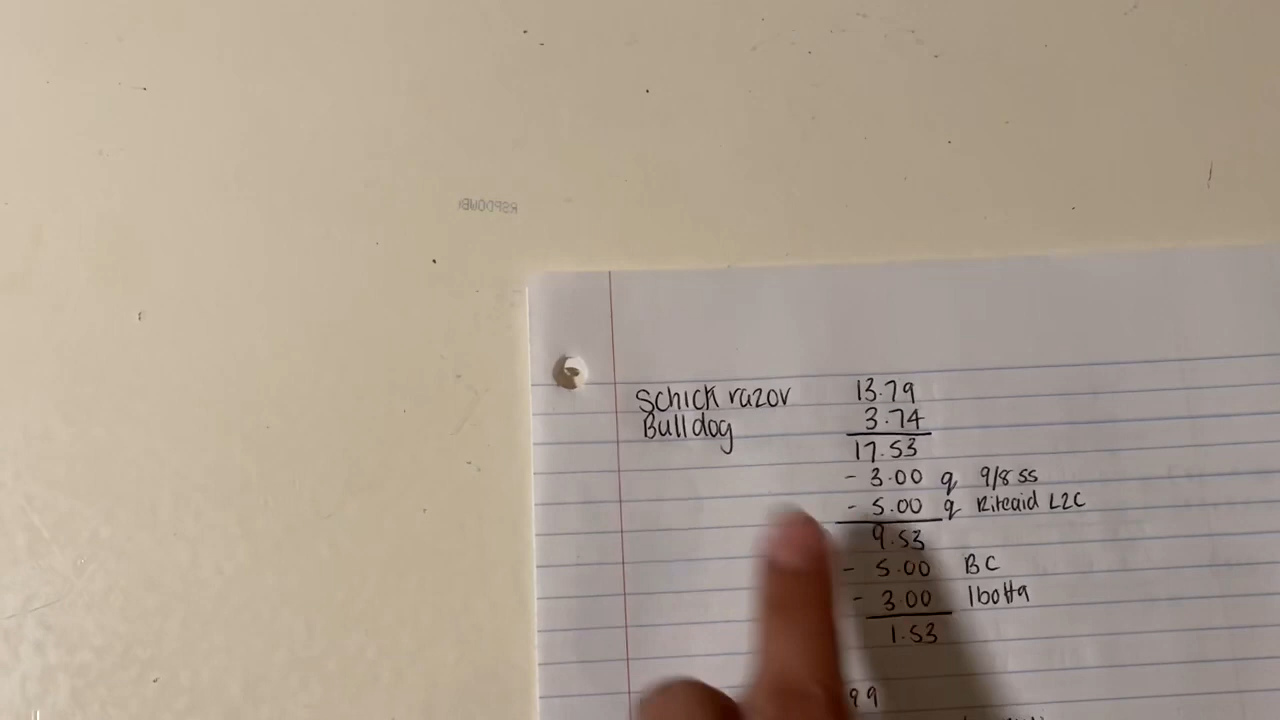 Schick razor 13.79
Bulldog 3.74
17.53
- 3.00 q 9/8 SS
- 5.00 q Riteaid L2C
9.53
- 5.00 BC
- 3.00 Ibotta
1.53
99